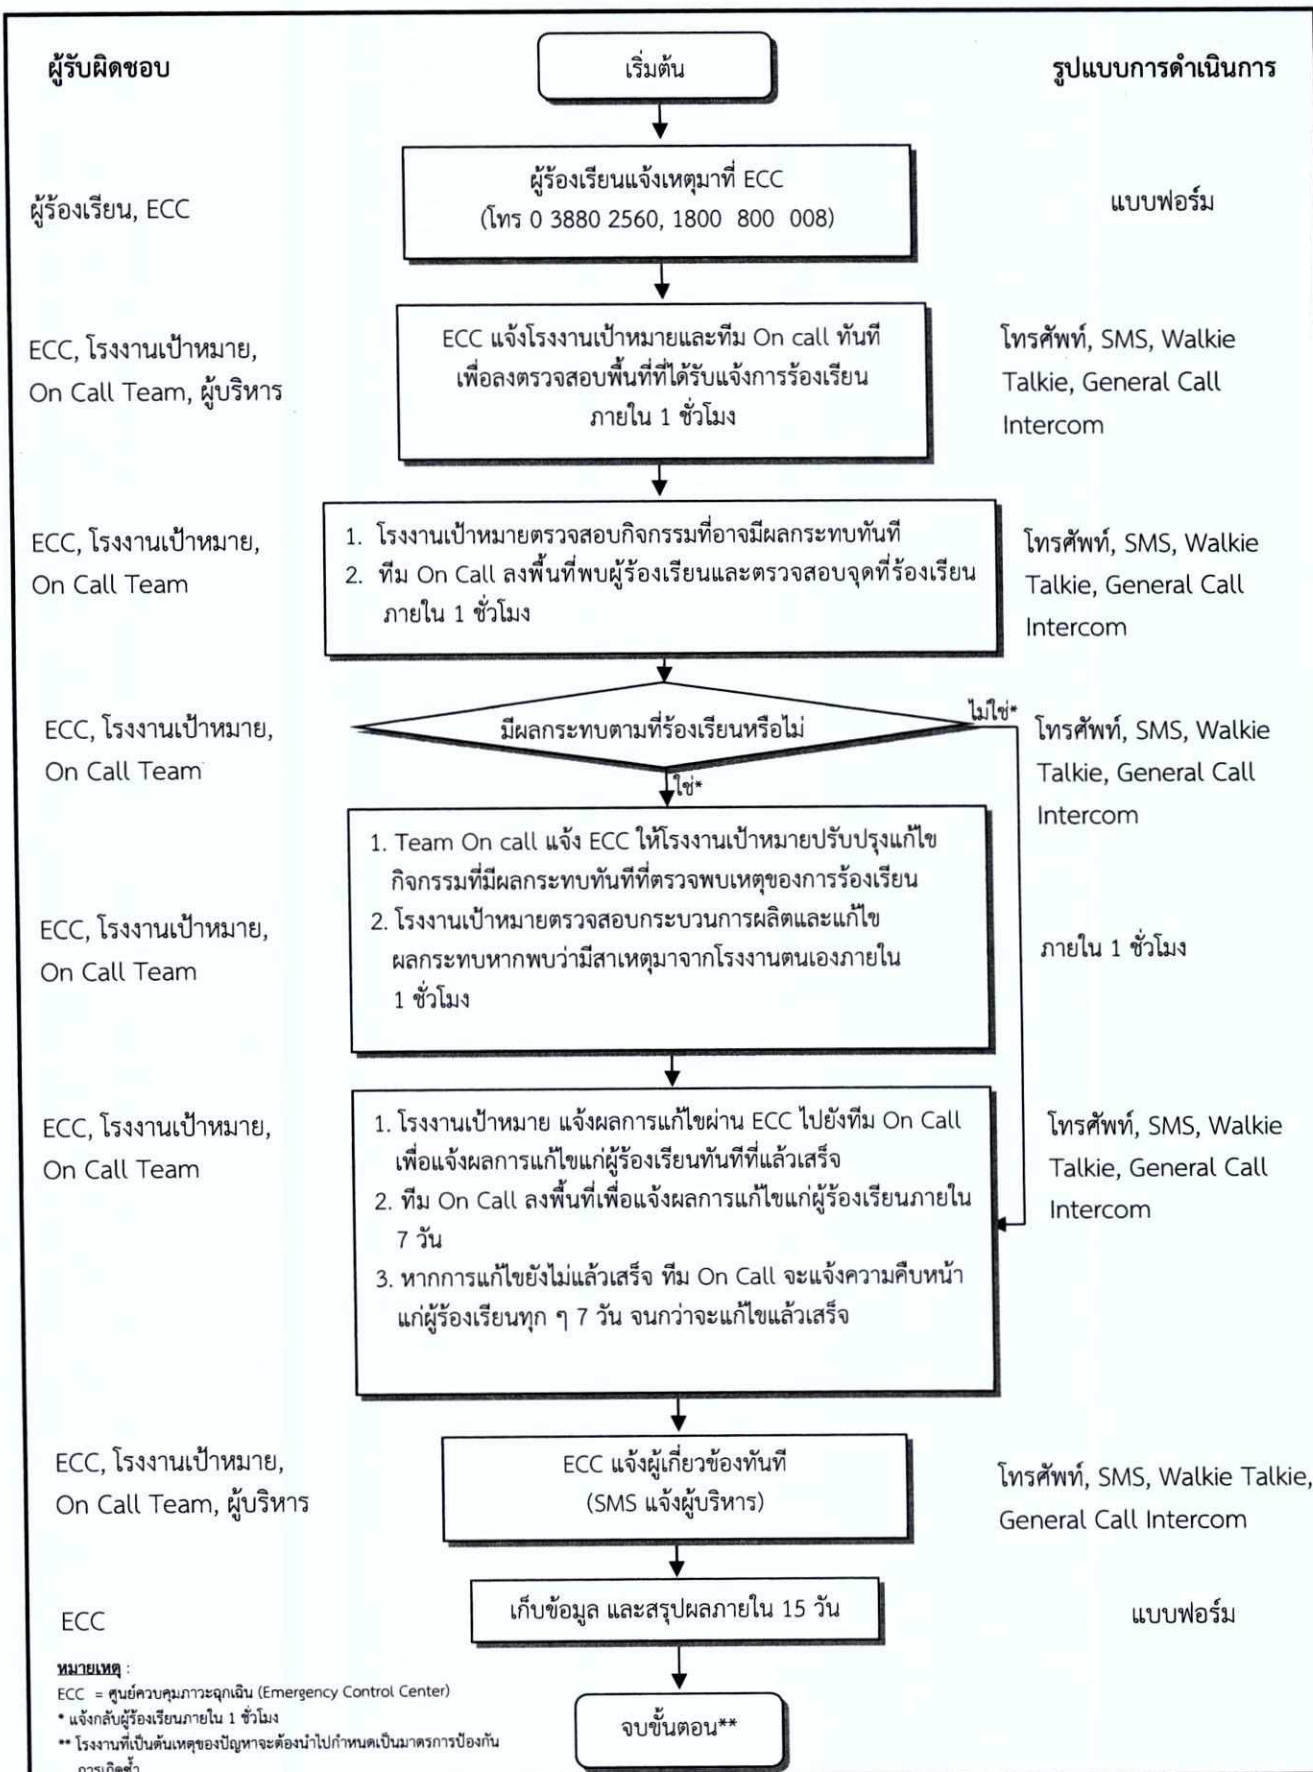 ผู้รับผิดชอบ
เริ่มต้น
รูปแบบการดำเนินการ
ผู้ร้องเรียน, ECC
ผู้ร้องเรียนแจ้งเหตุมาที่ ECC
(โทร 0 3880 2560, 1800 800 008)
แบบฟอร์ม
ECC, โรงงานเป้าหมาย,
On Call Team, ผู้บริหาร
ECC แจ้งโรงงานเป้าหมายและทีม On call ทันที
เพื่อลงตรวจสอบพื้นที่ที่ได้รับแจ้งการร้องเรียน
ภายใน 1 ชั่วโมง
โทรศัพท์, SMS, Walkie
Talkie, General Call
Intercom
ECC, โรงงานเป้าหมาย,
On Call Team
1. โรงงานเป้าหมายตรวจสอบกิจกรรมที่อาจมีผลกระทบทันที
2. ทีม On Call ลงพื้นที่พบผู้ร้องเรียนและตรวจสอบจุดที่ร้องเรียน
ภายใน 1 ชั่วโมง
โทรศัพท์, SMS, Walkie
Talkie, General Call
Intercom
ECC, โรงงานเป้าหมาย,
On Call Team
มีผลกระทบตามที่ร้องเรียนหรือไม่
ไม่ใช่*
ใช่*
โทรศัพท์, SMS, Walkie
Talkie, General Call
Intercom
ECC, โรงงานเป้าหมาย,
On Call Team
1. Team On call แจ้ง ECC ให้โรงงานเป้าหมายปรับปรุงแก้ไข
กิจกรรมที่มีผลกระทบทันทีที่ตรวจพบเหตุของการร้องเรียน
2. โรงงานเป้าหมายตรวจสอบกระบวนการผลิตและแก้ไข
ผลกระทบหากพบว่ามีสาเหตุมาจากโรงงานตนเองภายใน
1 ชั่วโมง
ภายใน 1 ชั่วโมง
ECC, โรงงานเป้าหมาย,
On Call Team
1. โรงงานเป้าหมาย แจ้งผลการแก้ไขผ่าน ECC ไปยังทีม On Call
เพื่อแจ้งผลการแก้ไขแก่ผู้ร้องเรียนทันทีที่แล้วเสร็จ
2. ทีม On Call ลงพื้นที่เพื่อแจ้งผลการแก้ไขแก่ผู้ร้องเรียนภายใน
7 วัน
3. หากการแก้ไขยังไม่แล้วเสร็จ ทีม On Call จะแจ้งความคืบหน้า
แก่ผู้ร้องเรียนทุก ๆ 7 วัน จนกว่าจะแก้ไขแล้วเสร็จ
โทรศัพท์, SMS, Walkie
Talkie, General Call
Intercom
ECC, โรงงานเป้าหมาย,
On Call Team, ผู้บริหาร
ECC แจ้งผู้เกี่ยวข้องทันที
(SMS แจ้งผู้บริหาร)
โทรศัพท์, SMS, Walkie Talkie,
General Call Intercom
ECC
เก็บข้อมูล และสรุปผลภายใน 15 วัน
แบบฟอร์ม
หมายเหตุ :
ECC = ศูนย์ควบคุมภาวะฉุกเฉิน (Emergency Control Center)
* แจ้งกลับผู้ร้องเรียนภายใน 1 ชั่วโมง
** โรงงานที่เป็นต้นเหตุของปัญหาจะต้องนำไปกำหนดเป็นมาตรการป้องกัน
การเกิดซ้ำ
จบขั้นตอน**